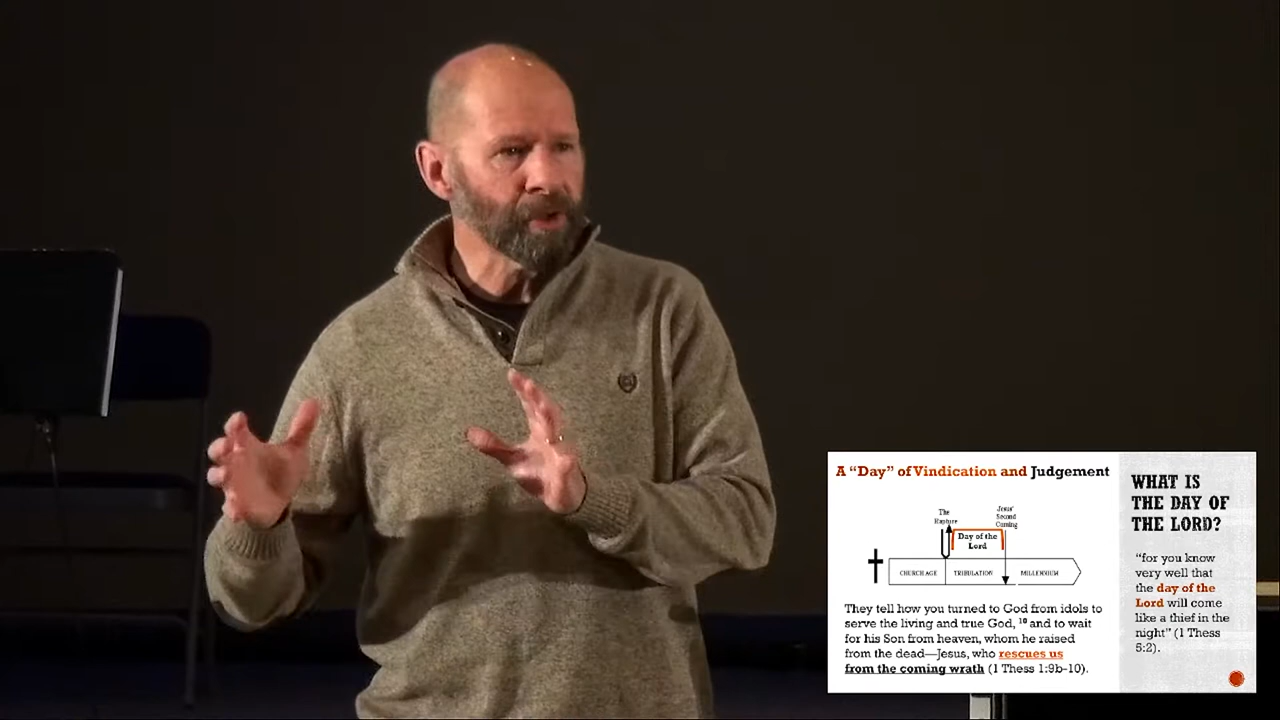 A “Day” of Vindication and Judgement
The
Rapture
Jesus'
Second
Coming
Day of the
Lord
CHURCH AGE
TRIBULATION
MILLENNIUM
They tell how you turned to God from idols to
serve the living and true God, ¹⁰ and to wait
for his Son from heaven, whom he raised
from the dead—Jesus, who rescues us
from the coming wrath (1 Thess 1:9b-10).
WHAT IS
THE DAY OF
THE LORD?
“for you know
very well that
the day of the
Lord will come
like a thief in the
night” (1 Thess
5:2).